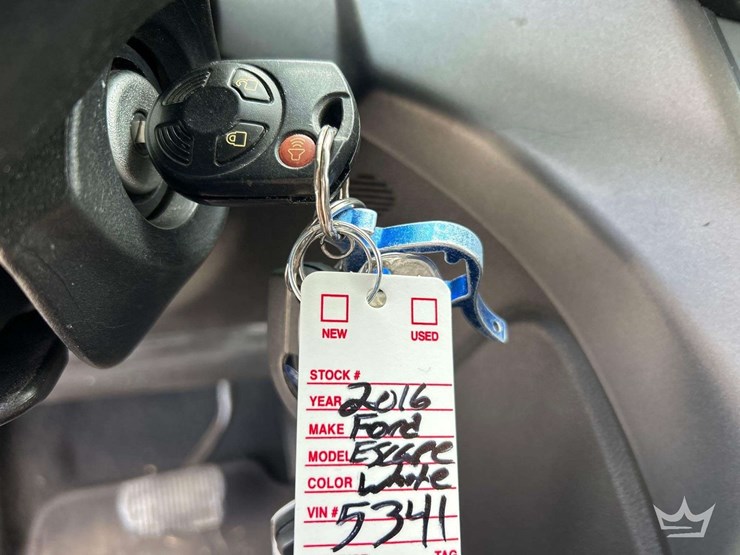 NEW USED
STOCK #
YEAR 2016
MAKE Ford
MODEL Escape
COLOR White
VIN # 5341
TAG